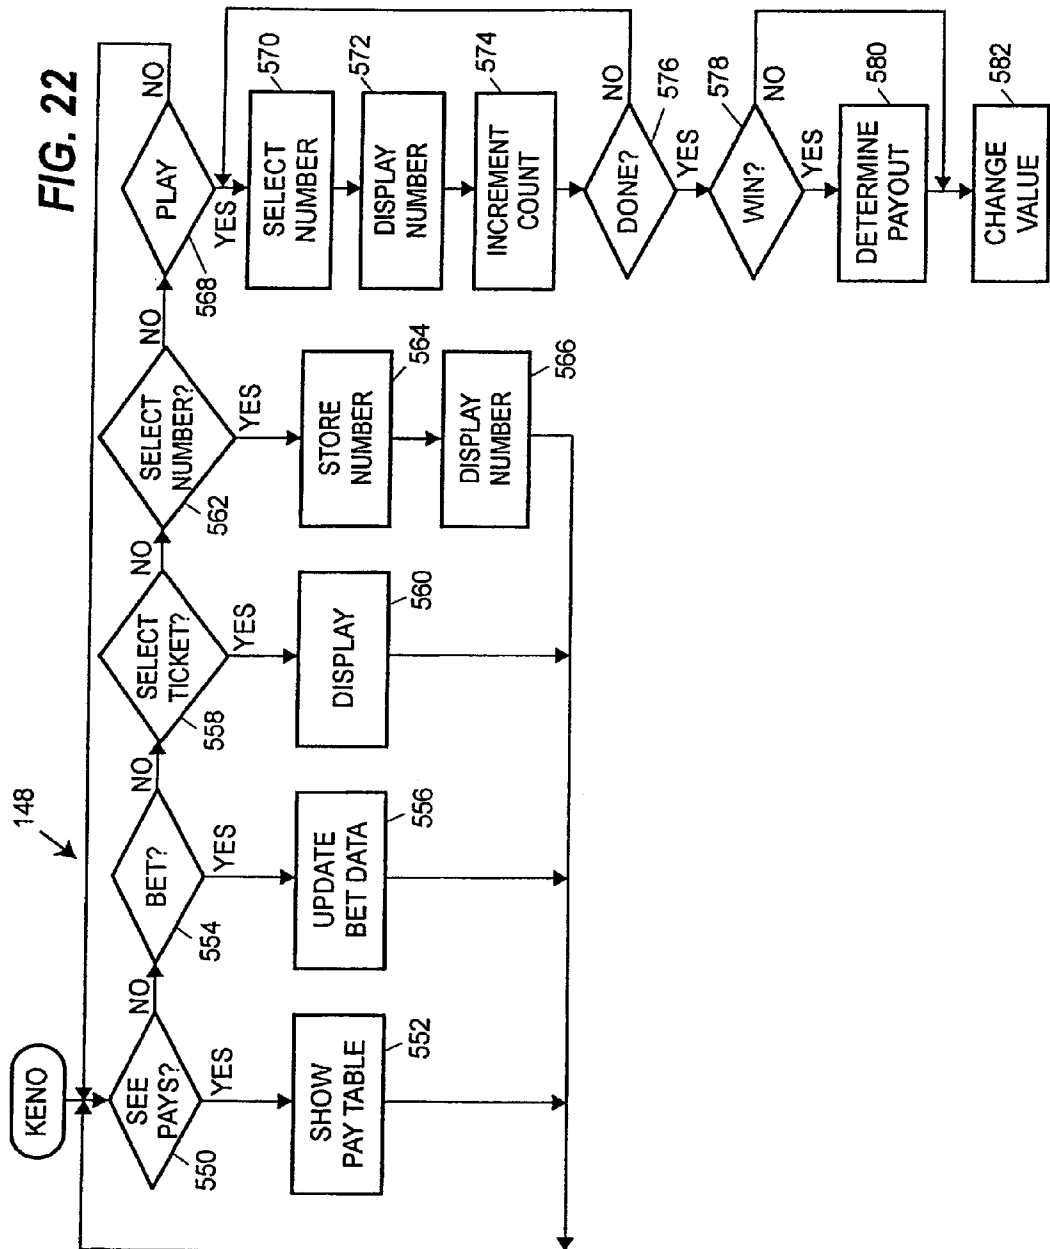 FIG. 22
148
KENO
SEE
PAYS?
550
YES
NO
SHOW
PAY TABLE
552
BET?
554
YES
NO
UPDATE
BET DATA
556
SELECT
TICKET?
558
YES
NO
DISPLAY
560
SELECT
NUMBER?
562
YES
NO
STORE
NUMBER
564
DISPLAY
NUMBER
566
PLAY
568
NO
YES
SELECT
NUMBER
570
DISPLAY
NUMBER
572
INCREMENT
COUNT
574
DONE?
576
NO
YES
WIN?
578
NO
YES
DETERMINE
PAYOUT
580
CHANGE
VALUE
582